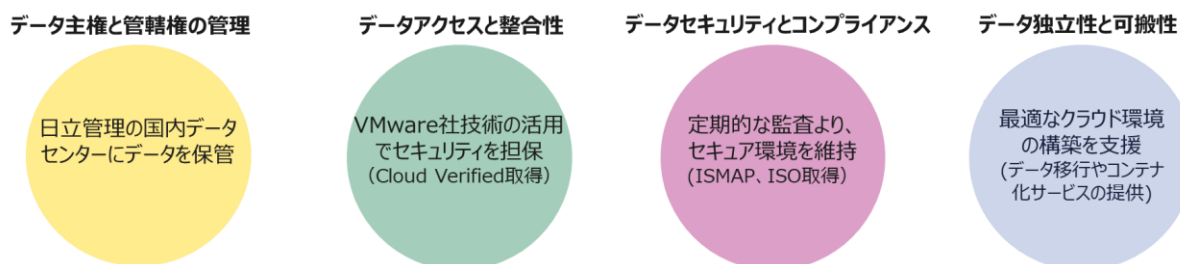 データ主権と管轄権の管理
日立管理の国内データ
センターにデータを保管
データアクセスと整合性
VMware社技術の活用
でセキュリティを担保
（Cloud Verified取得）
データセキュリティとコンプライアンス
定期的な監査より、
セキュア環境を維持
(ISMAP、ISO取得）
データ独立性と可搬性
最適なクラウド環境
の構築を支援
(データ移行やコンテナ
化サービスの提供)